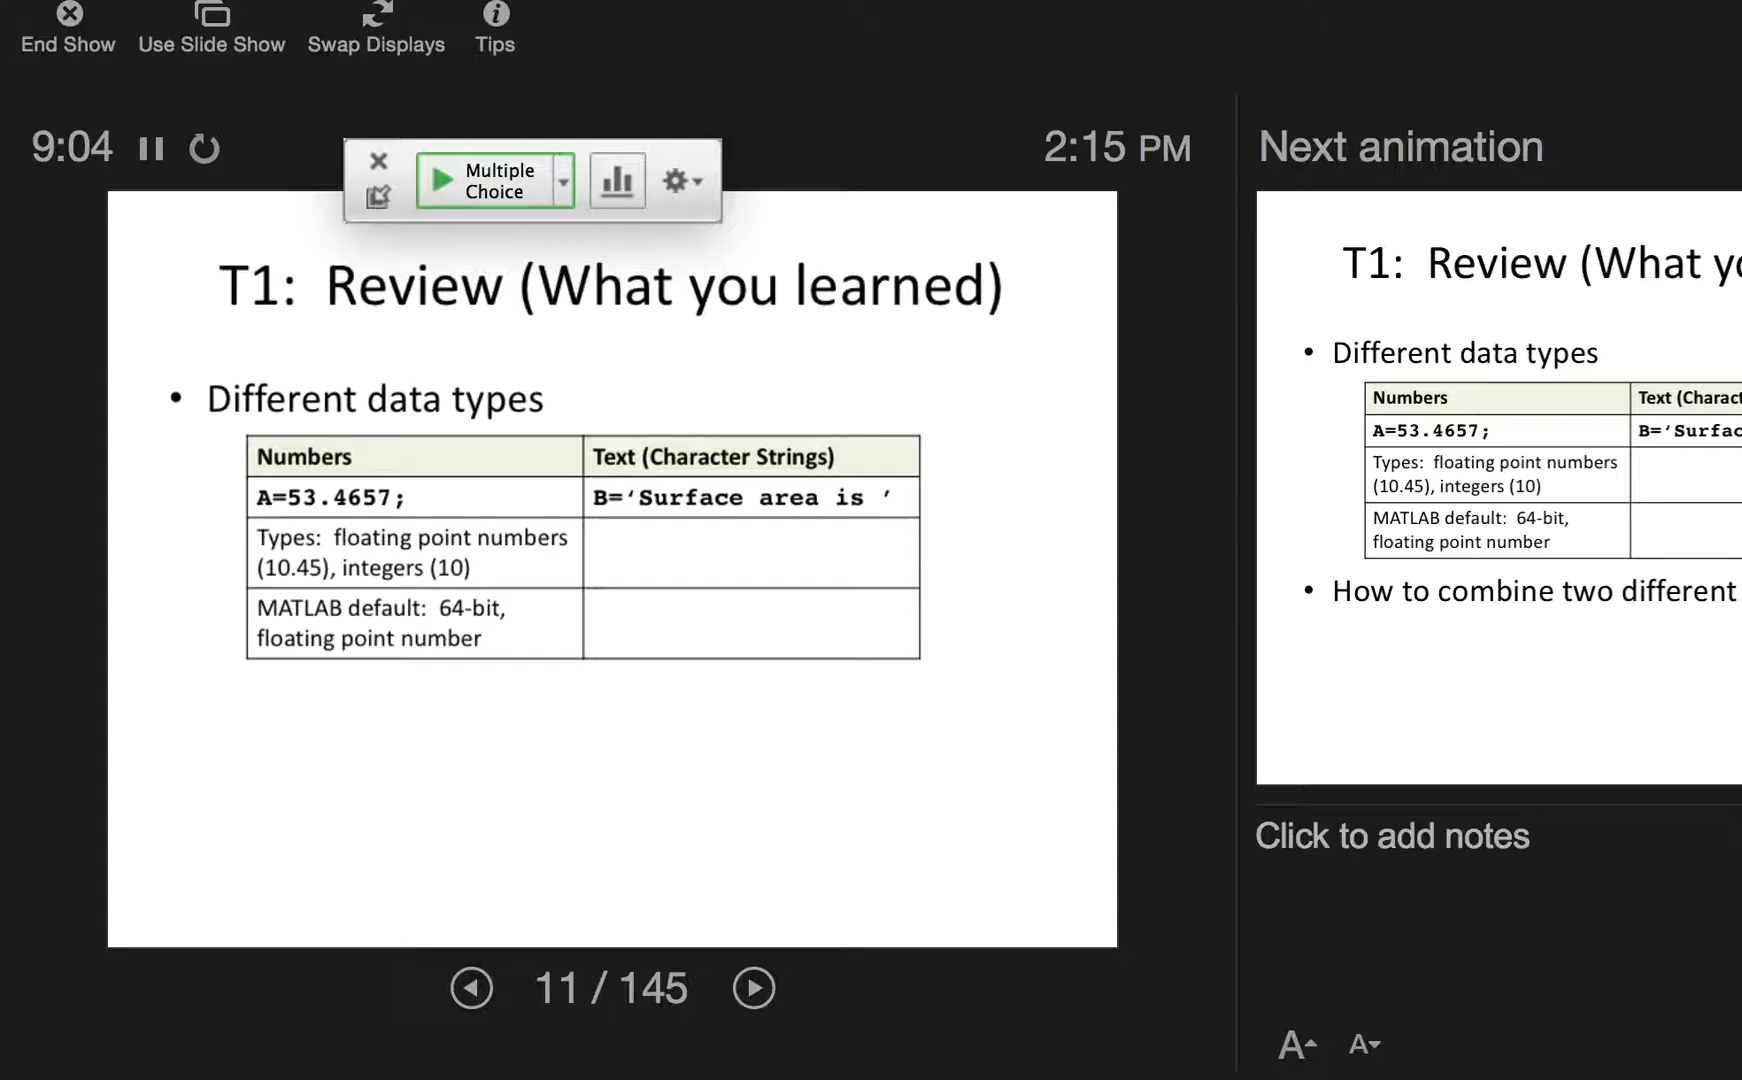 End Show
Use Slide Show
Swap Displays
Tips
9:04
2:15 PM
Multiple
Choice
T1:  Review (What you learned)
• Different data types
Numbers
Text (Character Strings)
A=53.4657;
B=‘Surface area is ’
Types:  floating point numbers
(10.45), integers (10)
MATLAB default:  64-bit,
floating point number
11 / 145
Next animation
T1:  Review (What yo
• Different data types
Numbers
Text (Charact
A=53.4657;
B=‘Surfac
Types:  floating point numbers
(10.45), integers (10)
MATLAB default:  64-bit,
floating point number
• How to combine two different
Click to add notes
A
A